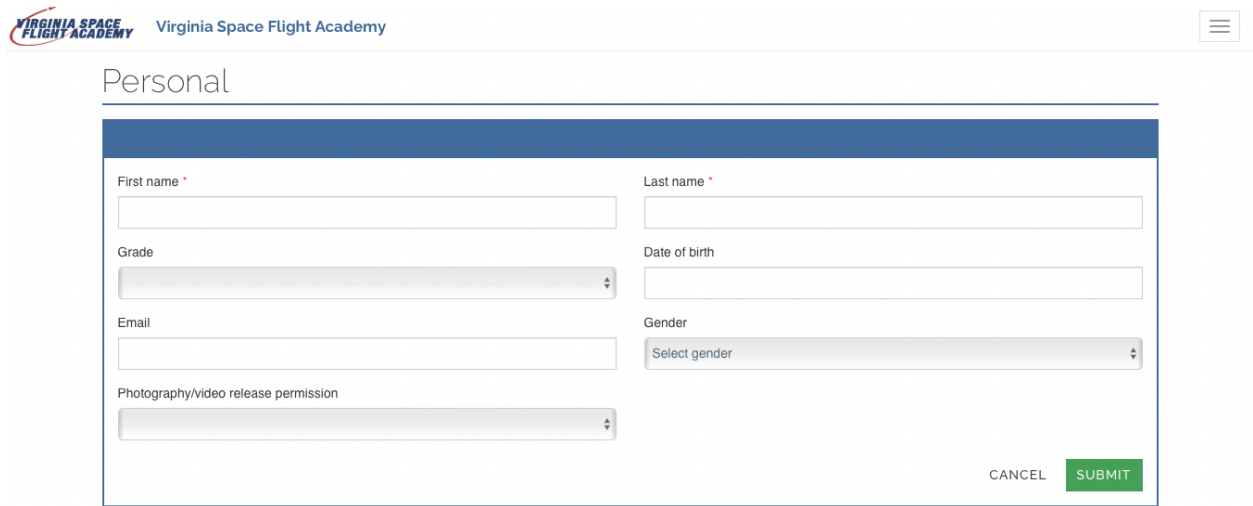 VIRGINIA SPACE
FLIGHT ACADEMY
Virginia Space Flight Academy
Personal
First name *
Last name *
Grade
Date of birth
Email
Gender
Select gender
Photography/video release permission
CANCEL
SUBMIT